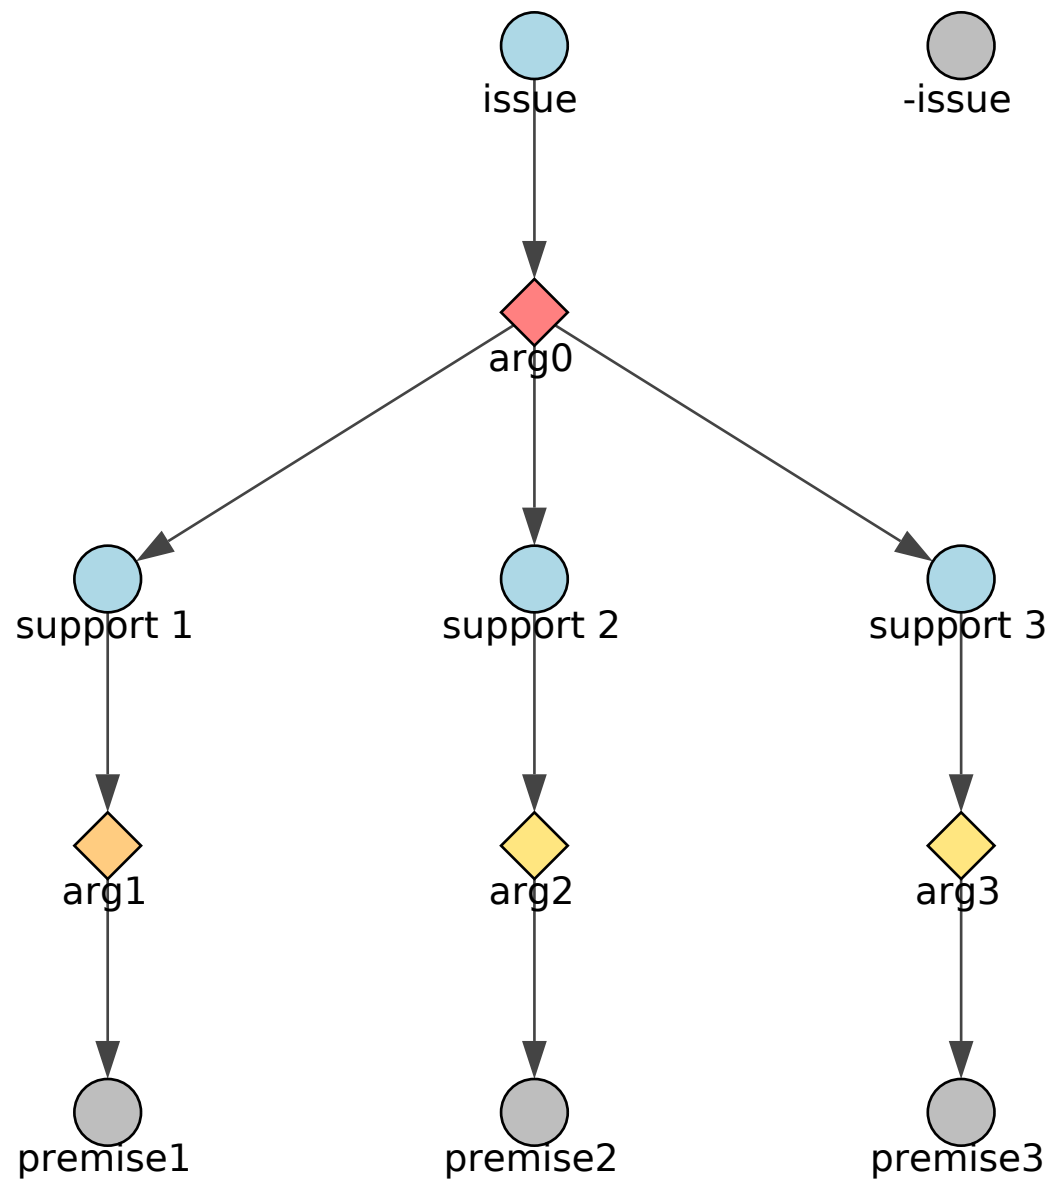 issue
-issue
arg0
support 1
support 2
support 3
arg1
arg2
arg3
premise1
premise2
premise3